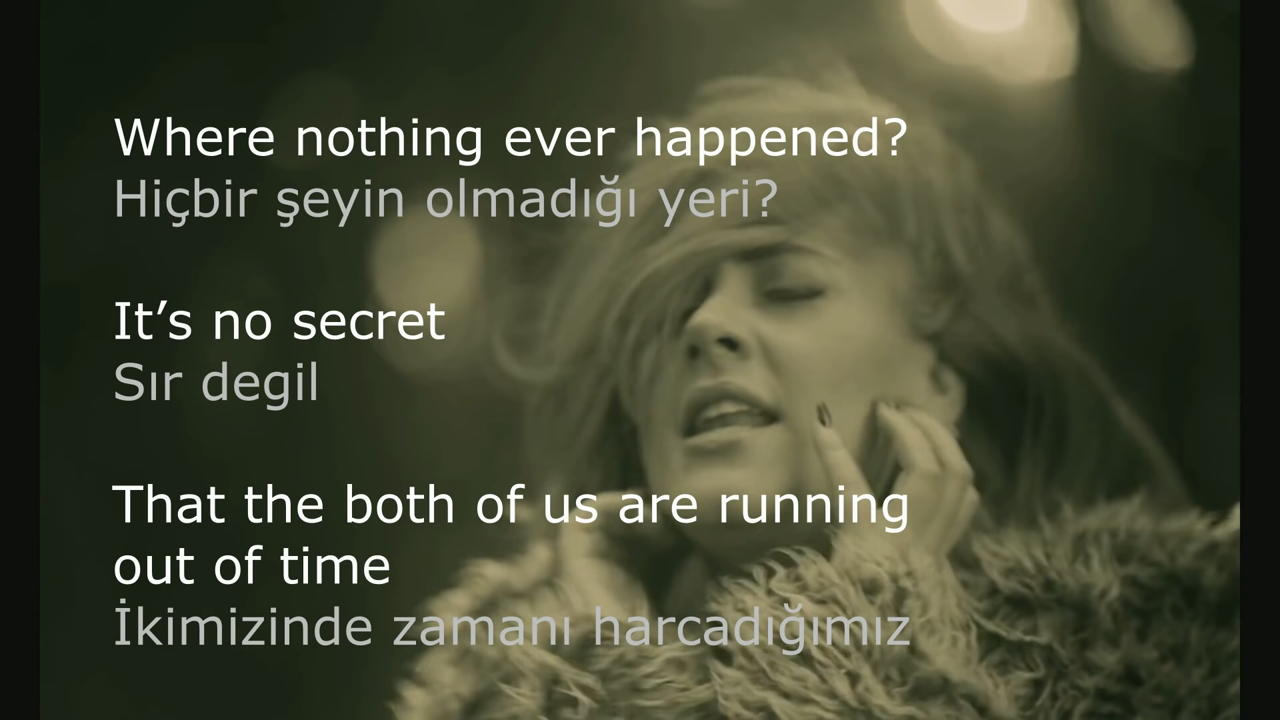 Where nothing ever happened?
Hiçbir şeyin olmadığı yeri?
It’s no secret
Sır degil
That the both of us are running
out of time
İkimizinde zamanı harcadığımız